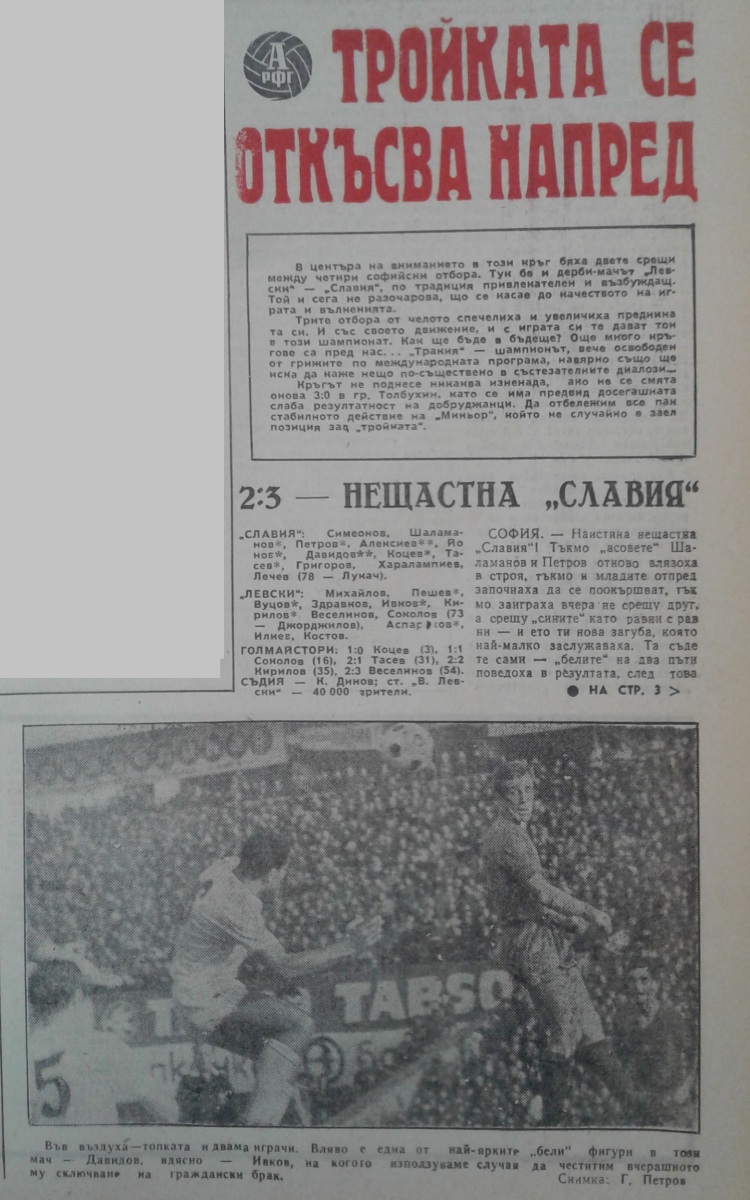 А
РФГ
ТРОЙКАТА СЕ
ОТКЪСВА НАПРЕД
В центъра на вниманието в този кръг бяха двете срещи
между четири софийски отбора. Тук бе и дерби-мачът „Лев-
ски“ — „Славия“, по традиция привлекателен и възбуждащ.
Той и сега не разочарова, що се касае до качеството на иг-
рата и вълненията.
Трите отбора от челото спечелиха и увеличиха преднина
та си. И със своето движение, и с играта си те дават тон
в този шампионат. Как ще бъде в бъдеще? Още много кръ-
гове са пред нас... „Тракия“ — шампионът, вече освободен
от грижите по международната програма, навярно също ще
иска да каже нещо по-съществено в състезателните диалози...
Кръгът не поднесе никаква изненада, ако не се смята
онова 3:0 в гр. Толбухин, като се има предвид досегашната
слаба резултатност на добруджанци. Да отбележим все пак
стабилното действие на „Миньор“, който не случайно е заел
позиция зад „тройката“.
2:3 — НЕЩАСТНА „СЛАВИЯ“
„СЛАВИЯ“: Симеонов, Шалама-
нов*, Петров*, Алексиев**, Йо
нов*, Давидов**, Коцев*, Та-
сев*, Григоров, Харалампиев,
Лечев (78 — Лукач).
„ЛЕВСКИ“: Михайлов, Пешев*,
Вуцов*, Здравков, Ивков*, Ки-
рилов* Веселинов, Соколов (73
— Джорджилов), Аспарухов*,
Илиев, Костов.
ГОЛМАЙСТОРИ: 1:0 Коцев (3), 1:1
Соколов (16), 2:1 Тасев (31), 2:2
Кирилов (35), 2:3 Веселинов (54).
СЪДИЯ — К. Динов; ст. „В. Лев-
ски“ — 40 000 зрители.
СОФИЯ. — Наистина нещастна
„Славия“! Тъкмо „асовете“ Ша-
ламанов и Петров отново влязоха
в строя, тъкмо и младите отпред
започнаха да се поокършват, тък
мо заиграха вчера не срещу друг,
а срещу „сините“ като равни с рав
ни — и ето ти нова загуба, която
най-малко заслужаваха. Та съде
те сами — „белите“ на два пъти
поведоха в резултата, след това
● НА СТР. 3 >
TABSO
5
Във въздуха—топката и двама играчи. Вляво е една от най-ярките „бели“ фигури в този
мач — Давидов, вдясно — Ивков, на когото използуваме случая да честитим вчерашното
му сключване на граждански брак.
Снимка: Г. Петров